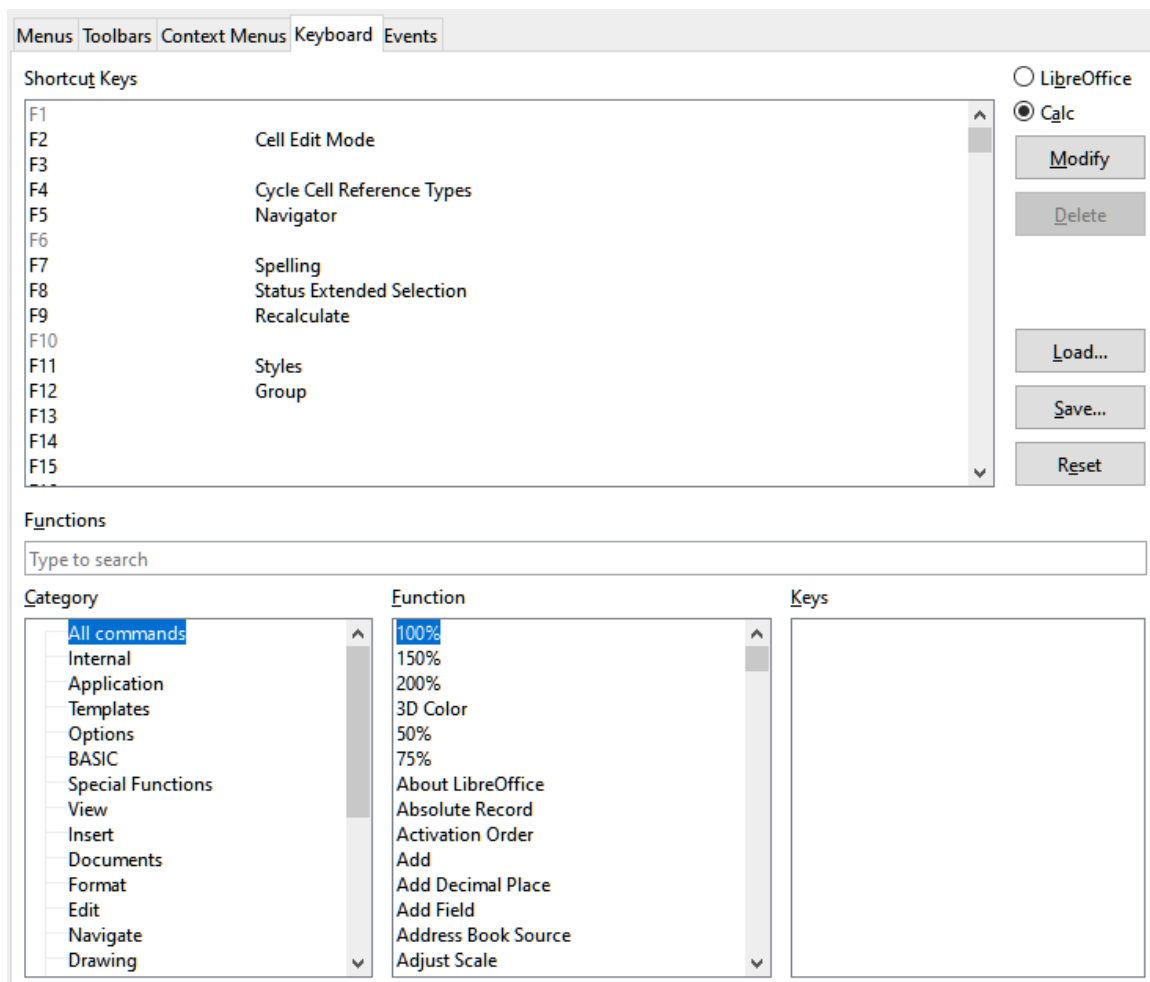 Menus Toolbars Context Menus Keyboard Events
Shortcut Keys
LibreOffice
Calc
Modify
Delete
Load...
Save...
Reset
F1
F2 Cell Edit Mode
F3
F4 Cycle Cell Reference Types
F5 Navigator
F6
F7 Spelling
F8 Status Extended Selection
F9 Recalculate
F10
F11 Styles
F12 Group
F13
F14
F15
Functions
Type to search
Category
All commands
Internal
Application
Templates
Options
BASIC
Special Functions
View
Insert
Documents
Format
Edit
Navigate
Drawing
Function
100%
150%
200%
3D Color
50%
75%
About LibreOffice
Absolute Record
Activation Order
Add
Add Decimal Place
Add Field
Address Book Source
Adjust Scale
Keys